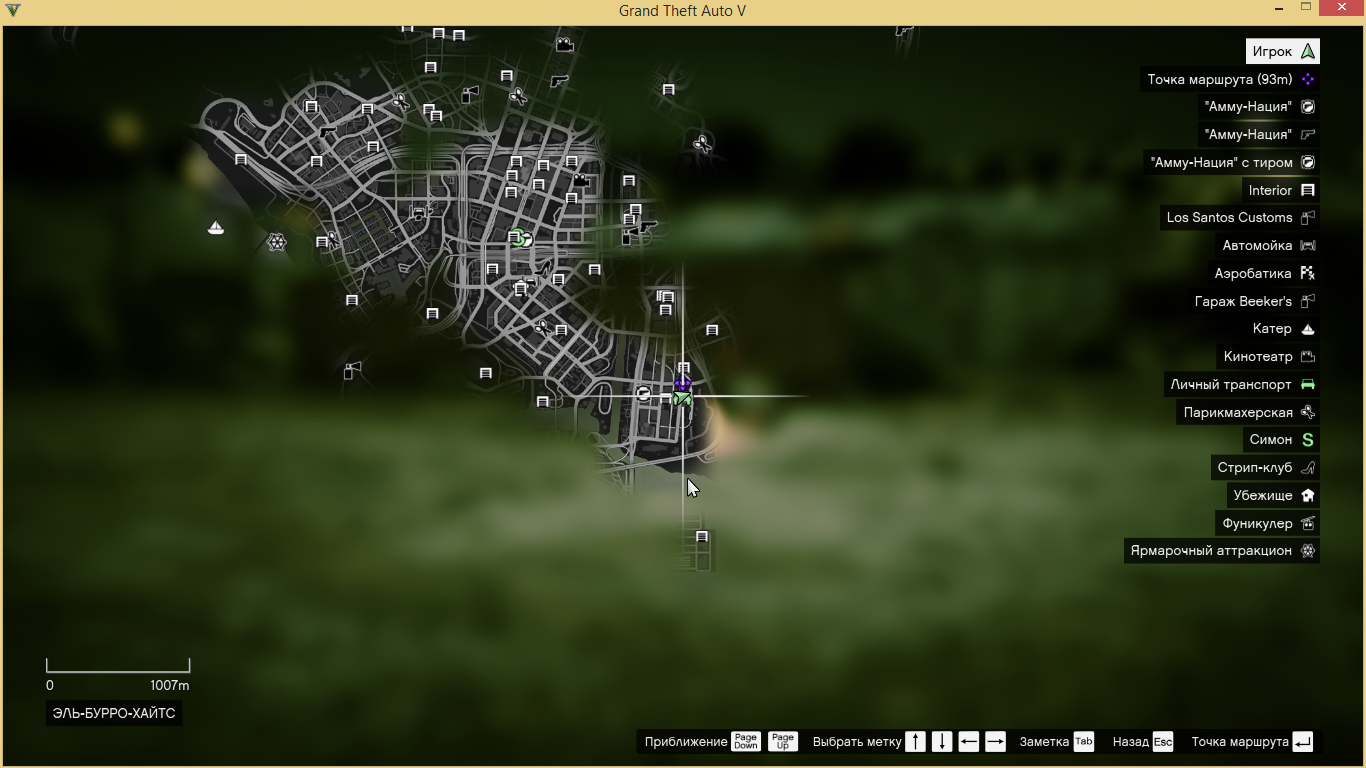 Grand Theft Auto V
Игрок
Точка маршрута (93m)
"Амму-Нация"
"Амму-Нация"
"Амму-Нация" с тиром
Interior
Los Santos Customs
Автомойка
Аэробатика
Гараж Beeker's
Катер
Кинотеатр
Личный транспорт
Парикмахерская
Симон S
Стрип-клуб
Убежище
Фуникулер
Ярмарочный аттракцион
0 1007m
ЭЛЬ-БУРРО-ХАЙТС
Приближение Page Down Page Up Выбрать метку ↑ ↓ ← → Заметка Tab Назад Esc Точка маршрута